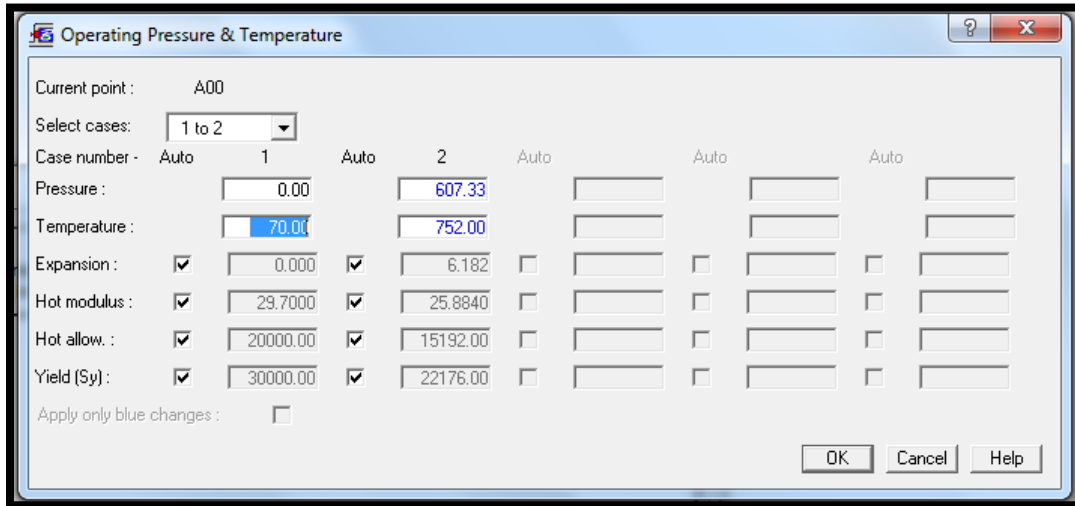 Operating Pressure & Temperature
Current point : A00
Select cases: 1 to 2
Case number - Auto 1 Auto 2 Auto Auto Auto
Pressure : 0.00 607.33
Temperature : 70.00 752.00
Expansion : 0.000 6.182
Hot modulus : 29.7000 25.8840
Hot allow. : 20000.00 15192.00
Yield (Sy) : 30000.00 22176.00
Apply only blue changes :
OK Cancel Help